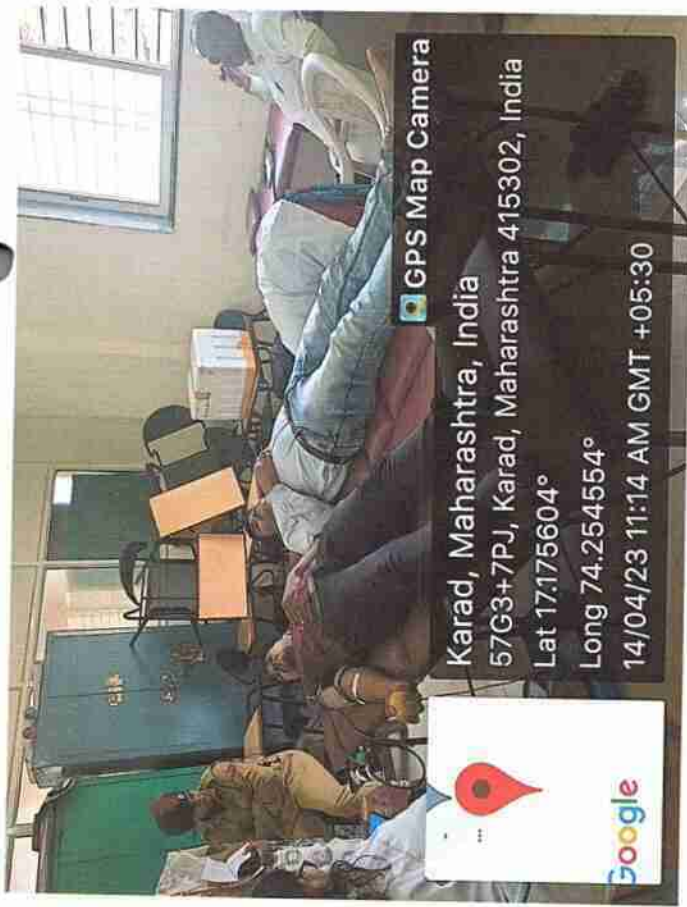 GPS Map Camera
Karad, Maharashtra, India
57G3+7PJ, Karad, Maharashtra 415302, India
Lat 17.175604°
Long 74.254554°
14/04/23 11:14 AM GMT +05:30
Google